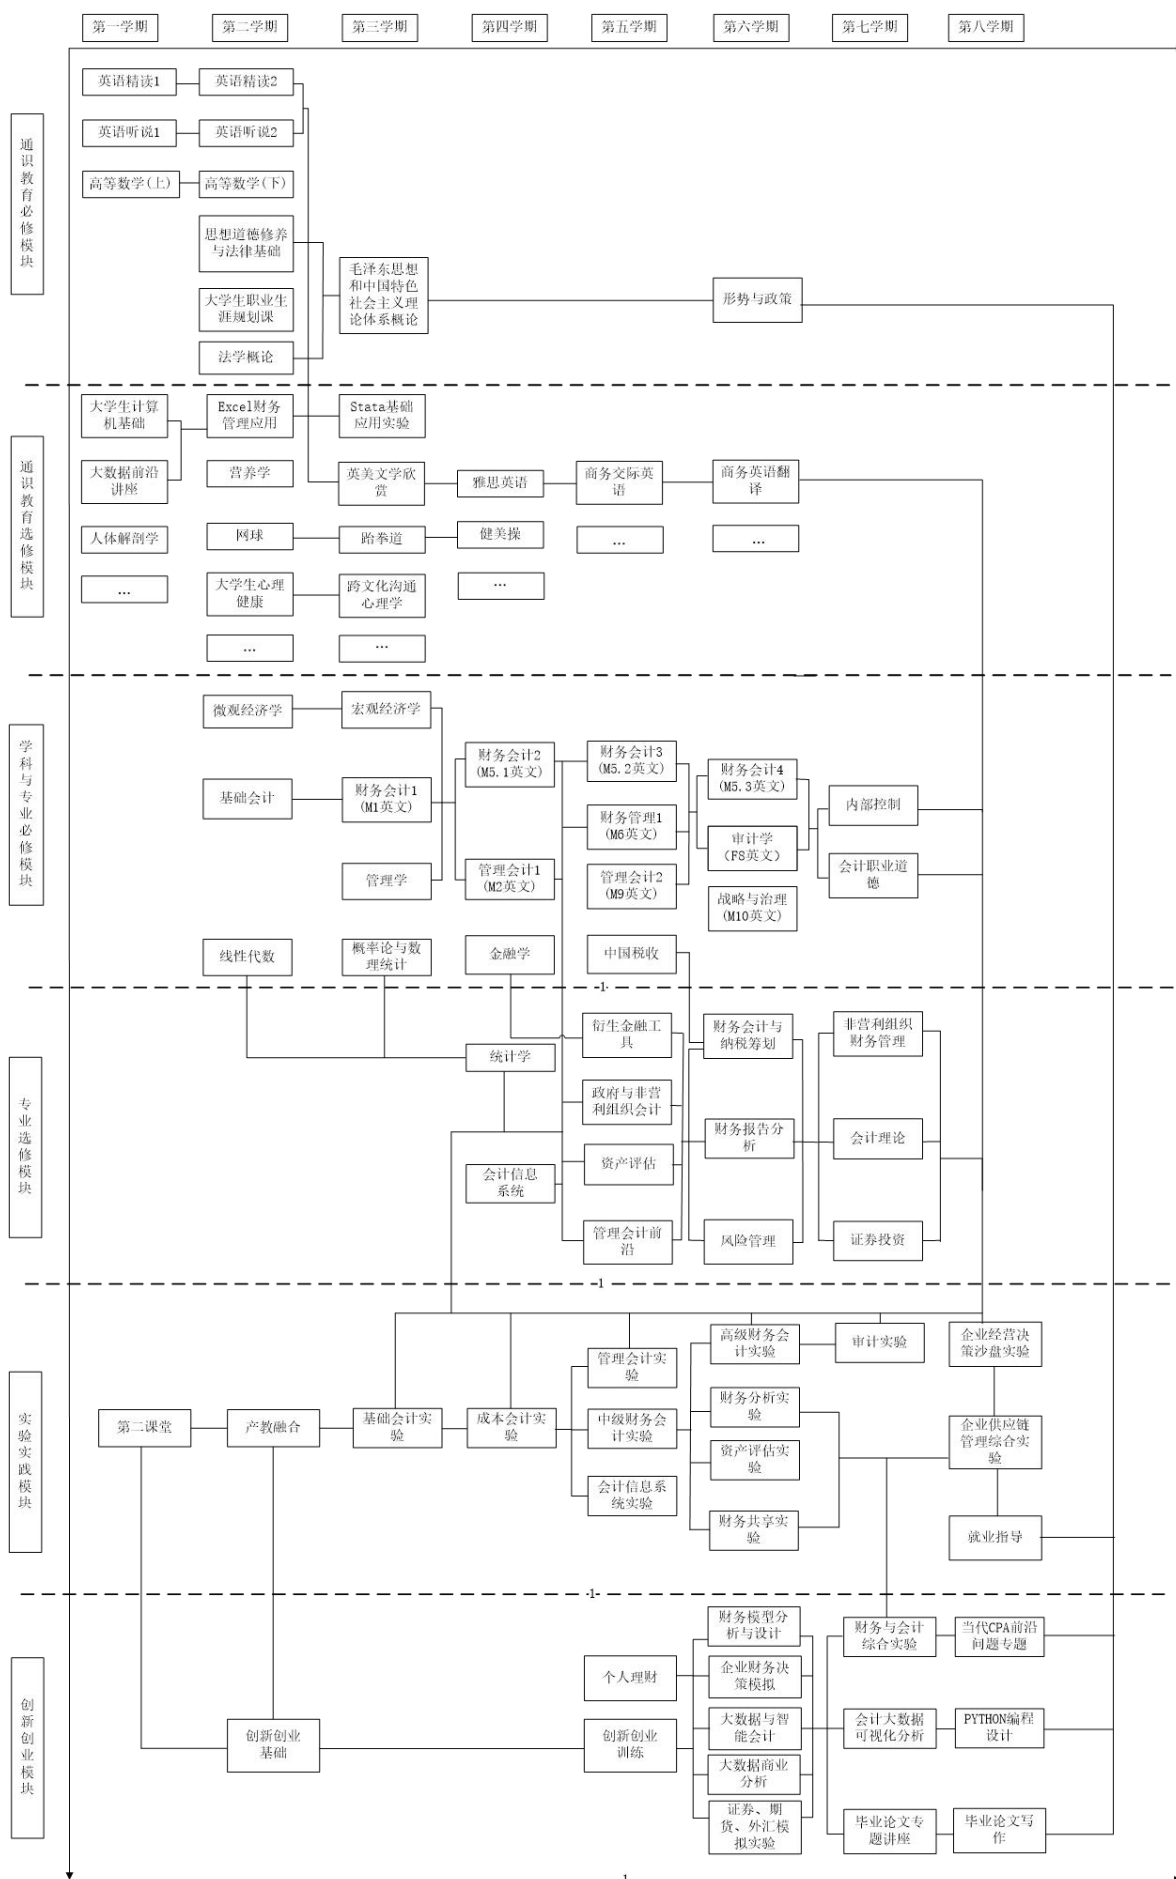 第一学期
第二学期
第三学期
第四学期
第五学期
第六学期
第七学期
第八学期
通识教育必修模块
英语精读1
英语精读2
英语听说1
英语听说2
高等数学(上)
高等数学(下)
思想道德修养
与法律基础
大学生职业生
涯规划课
法学概论
毛泽东思想
和中国特色
社会主义理
论体系概论
形势与政策
通识教育选修模块
大学生计算
机基础
Excel财务
管理应用
Stata基础
应用实验
大数据前沿
讲座
营养学
英美文学欣
赏
雅思英语
商务交际英
语
商务英语翻
译
人体解剖学
网球
跆拳道
健美操
...
...
...
大学生心理
健康
跨文化沟通
心理学
...
...
...
学科与专业必修模块
微观经济学
宏观经济学
基础会计
财务会计1
(M1英文)
管理学
财务会计2
(M5.1英文)
管理会计1
(M2英文)
财务会计3
(M5.2英文)
财务管理1
(M6英文)
管理会计2
(M9英文)
财务会计4
(M5.3英文)
审计学
(F8英文)
战略与治理
(M10英文)
内部控制
会计职业道
德
线性代数
概率论与数
理统计
金融学
中国税收
-1-
专业选修模块
统计学
会计信息
系统
衍生金融工
具
政府与非营
利组织会计
资产评估
管理会计前
沿
财务会计与
纳税筹划
财务报告分
析
风险管理
非营利组织
财务管理
会计理论
证券投资
-1
实验实践模块
第二课堂
产教融合
基础会计实
验
成本会计实
验
管理会计实
验
中级财务会
计实验
会计信息系
统实验
高级财务会
计实验
财务分析实
验
资产评估实
验
财务共享实
验
审计实验
企业经营决
策沙盘实验
企业供应链
管理综合实
验
就业指导
-1-
创新创业模块
创新创业
基础
个人理财
创新创业
训练
财务模型分
析与设计
企业财务决
策模拟
大数据与智
能会计
大数据商业
分析
证券、期
货、外汇模
拟实验
财务与会计
综合实验
会计大数据
可视化分析
毕业论文专
题讲座
当代CPA前沿
问题专题
PYTHON编程
设计
毕业论文写
作
1